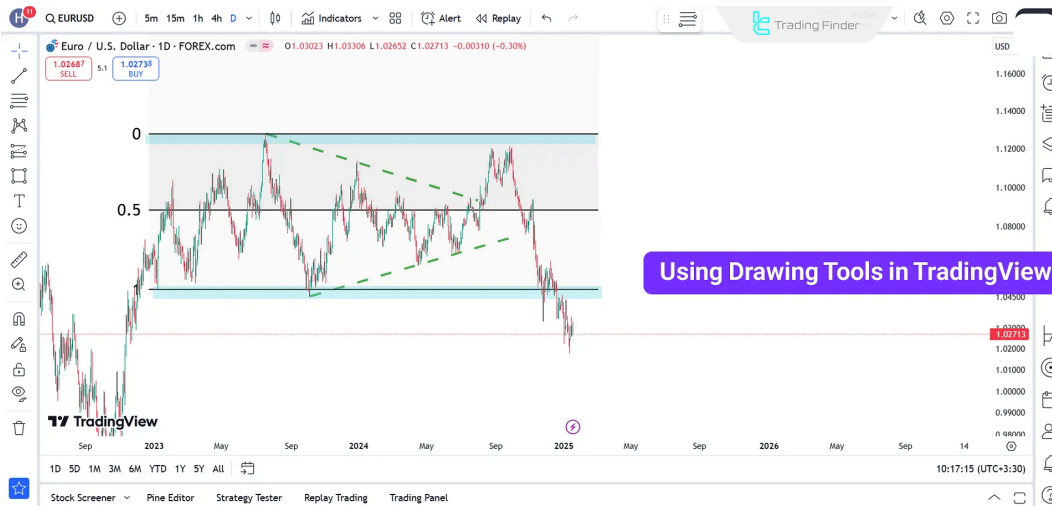 H 11 EURUSD 5m 15m 1h 4h D Indicators Alert Replay
Trading Finder
Euro / U.S. Dollar · 1D · FOREX.com O1.03023 H1.03306 L1.02652 C1.02713 −0.00310 (−0.30%)
USD
1.02687 SELL 5.1 1.02738 BUY
1.16000
1.14000
0
1.12000
1.10000
0.5
1.08000
Using Drawing Tools in TradingView
1
1.04500
1.02713
1.02000
1.01000
1.00000
0.99000
TradingView
0.98000
Sep 2023 May Sep 2024 May Sep 2025 May Sep 2026 May Sep 14
1D 5D 1M 3M 6M YTD 1Y 5Y All 10:17:15 (UTC+3:30)
Stock Screener Pine Editor Strategy Tester Replay Trading Trading Panel